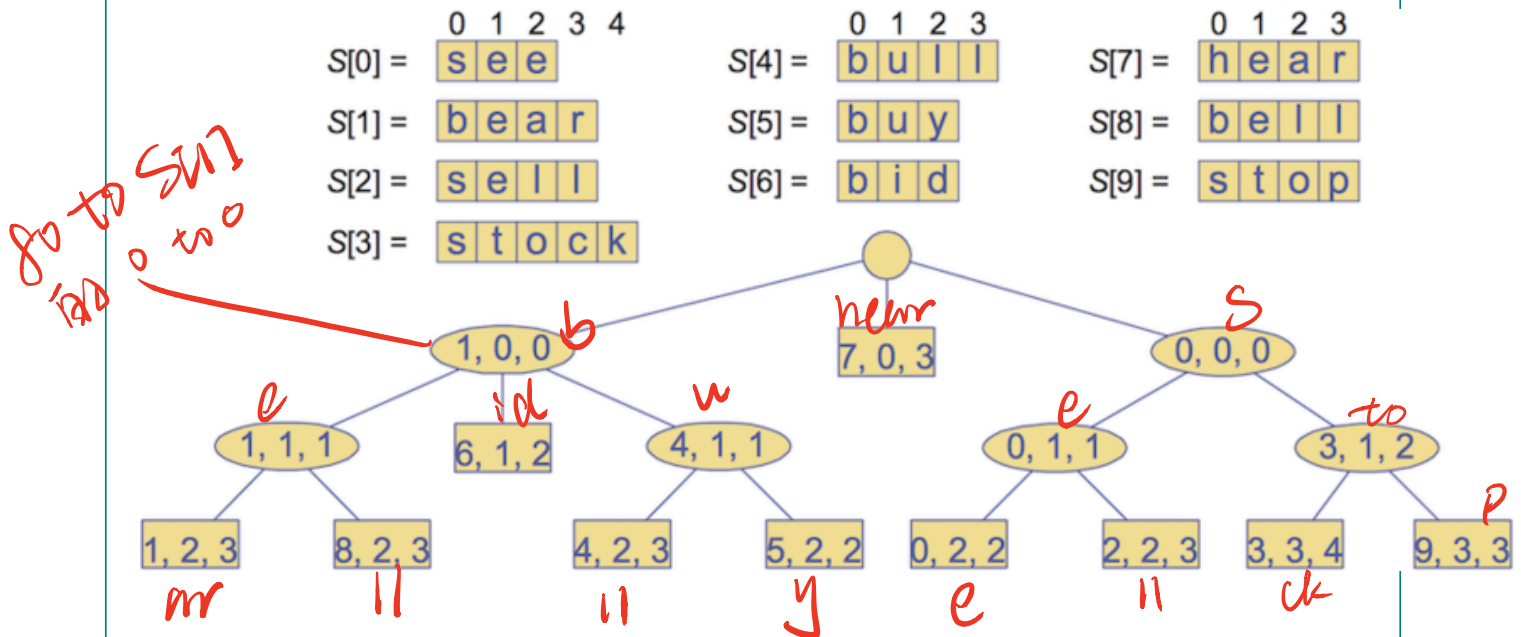 0 1 2 3 4
0 1 2 3
0 1 2 3
S[0] = s e e
S[4] = b u l l
S[7] = h e a r
S[1] = b e a r
S[5] = b u y
S[8] = b e l l
S[2] = s e l l
S[6] = b i d
S[9] = s t o p
S[3] = s t o c k
go to S[1]
0 to 0
b
hear
S
1, 0, 0
7, 0, 3
0, 0, 0
e
id
u
e
to
1, 1, 1
6, 1, 2
4, 1, 1
0, 1, 1
3, 1, 2
p
1, 2, 3
8, 2, 3
4, 2, 3
5, 2, 2
0, 2, 2
2, 2, 3
3, 3, 4
9, 3, 3
ar
ll
ll
y
e
ll
ck